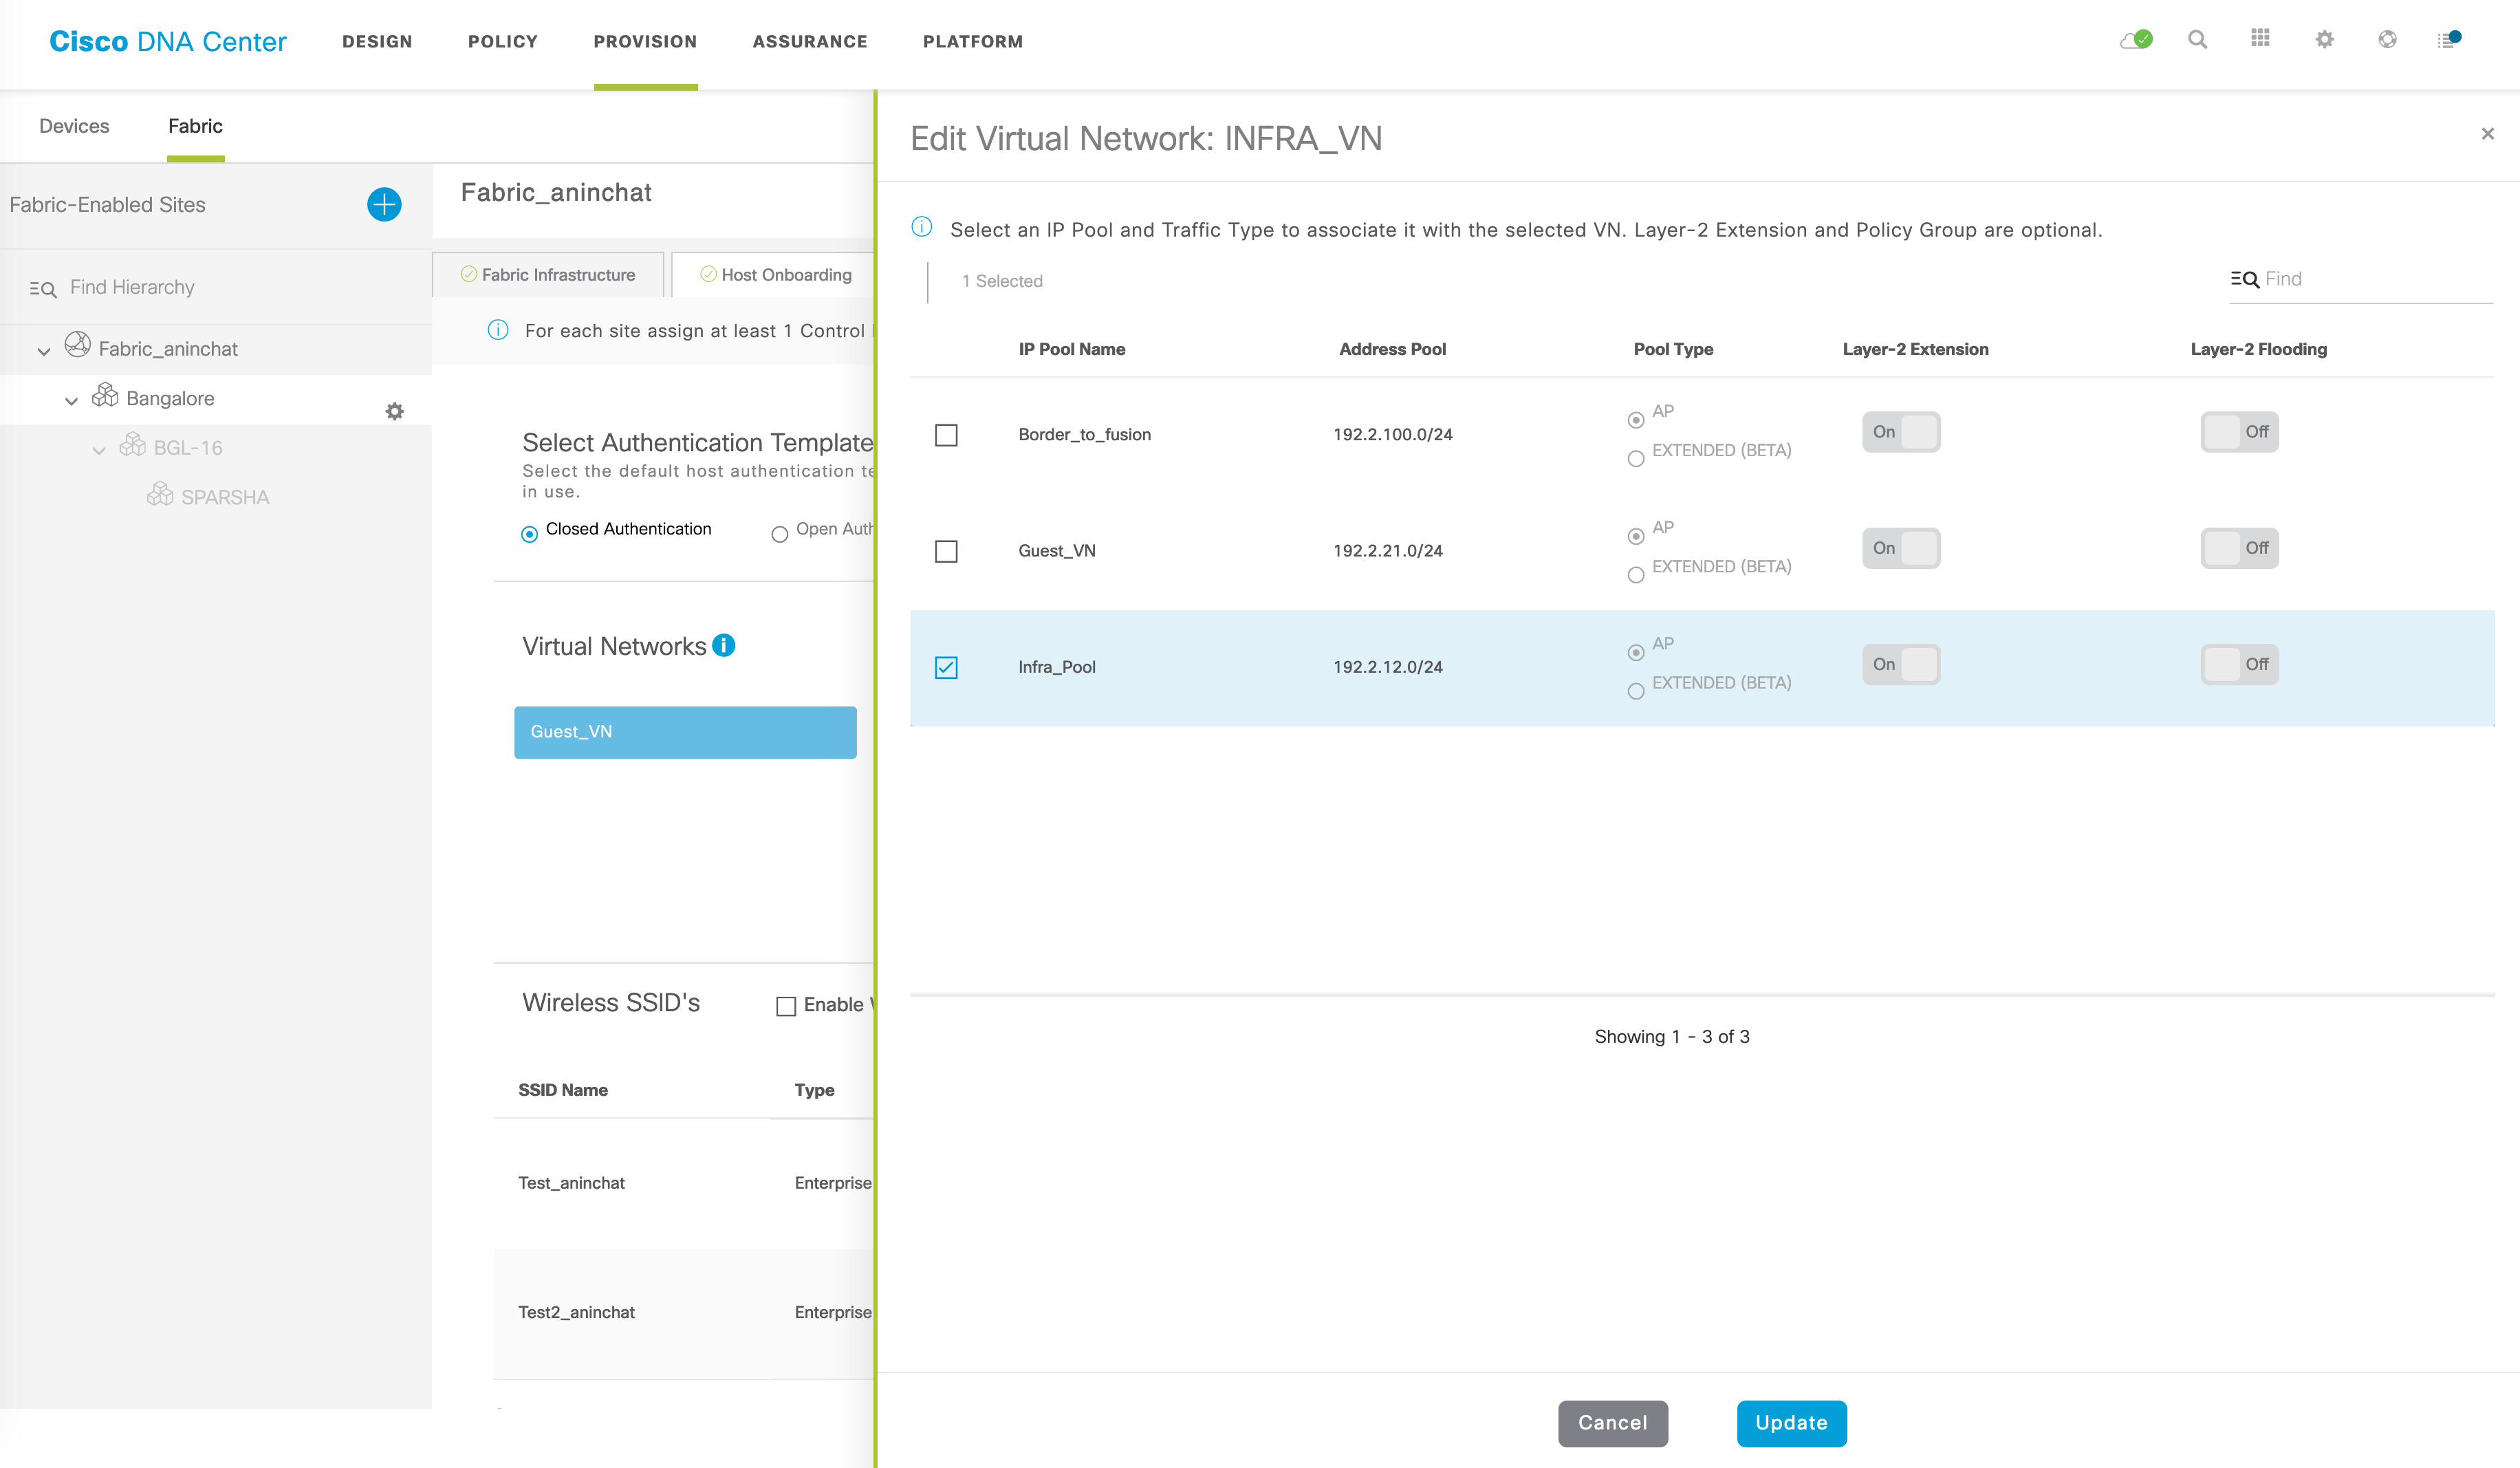 Cisco DNA Center
DESIGN
POLICY
PROVISION
ASSURANCE
PLATFORM
Devices
Fabric
Fabric-Enabled Sites
Find Hierarchy
Fabric_aninchat
Bangalore
BGL-16
SPARSHA
Fabric_aninchat
Fabric Infrastructure
Host Onboarding
For each site assign at least 1 Control
Select Authentication Template
Select the default host authentication
in use.
Closed Authentication
Open
Virtual Networks
Guest_VN
Wireless SSID's
Enable
SSID Name
Type
Test_aninchat
Enterprise
Test2_aninchat
Enterprise
Edit Virtual Network: INFRA_VN
Select an IP Pool and Traffic Type to associate it with the selected VN. Layer-2 Extension and Policy Group are optional.
1 Selected
Find
IP Pool Name
Address Pool
Pool Type
Layer-2 Extension
Layer-2 Flooding
Border_to_fusion
192.2.100.0/24
AP
EXTENDED (BETA)
On
Off
Guest_VN
192.2.21.0/24
AP
EXTENDED (BETA)
On
Off
Infra_Pool
192.2.12.0/24
AP
EXTENDED (BETA)
On
Off
Showing 1 - 3 of 3
Cancel
Update